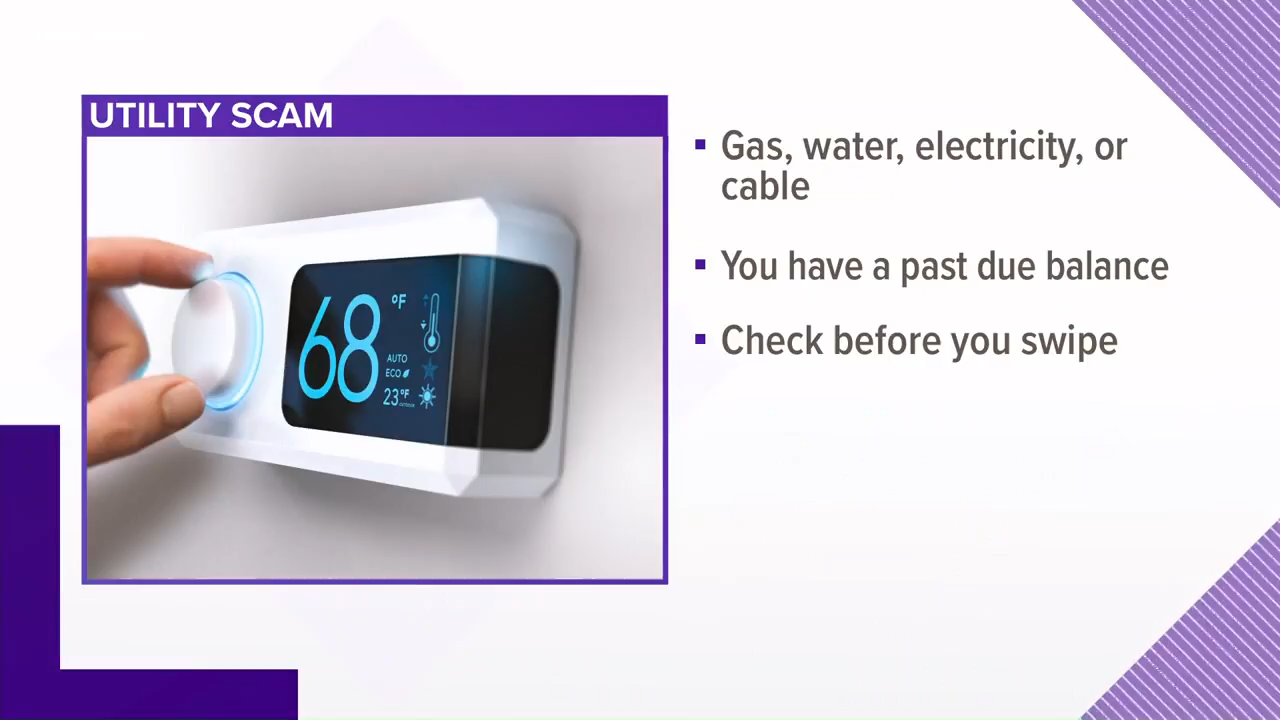 UTILITY SCAM
Gas, water, electricity, or
cable
You have a past due balance
Check before you swipe
68 °F
AUTO
ECO
23°F